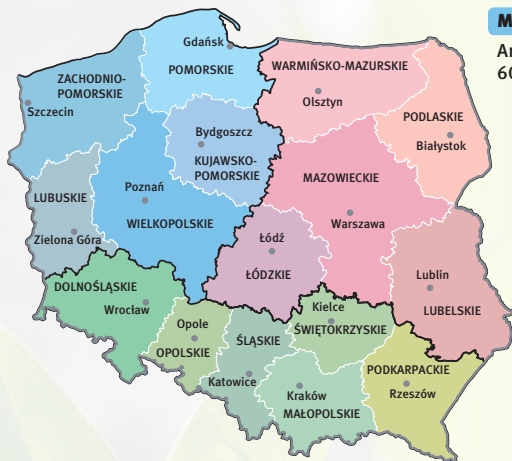 M
Gdańsk
POMORSKIE
ZACHODNIO-
POMORSKIE
Szczecin
WARMIŃSKO-MAZURSKIE
Olsztyn
PODLASKIE
Białystok
Bydgoszcz
KUJAWSKO-
POMORSKIE
Poznań
WIELKOPOLSKIE
LUBUSKIE
Zielona Góra
MAZOWIECKIE
Warszawa
Łódź
ŁÓDZKIE
Lublin
LUBELSKIE
DOLNOŚLĄSKIE
Wrocław
Opole
OPOLSKIE
ŚLĄSKIE
Katowice
Kielce
ŚWIĘTOKRZYSKIE
Kraków
MAŁOPOLSKIE
PODKARPACKIE
Rzeszów
60